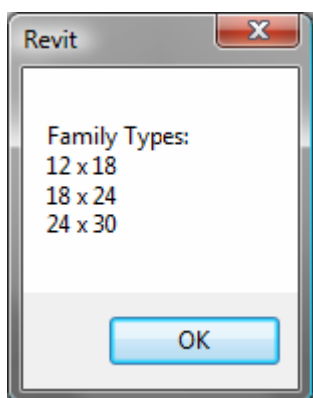 Revit
Family Types:
12 x 18
18 x 24
24 x 30
OK